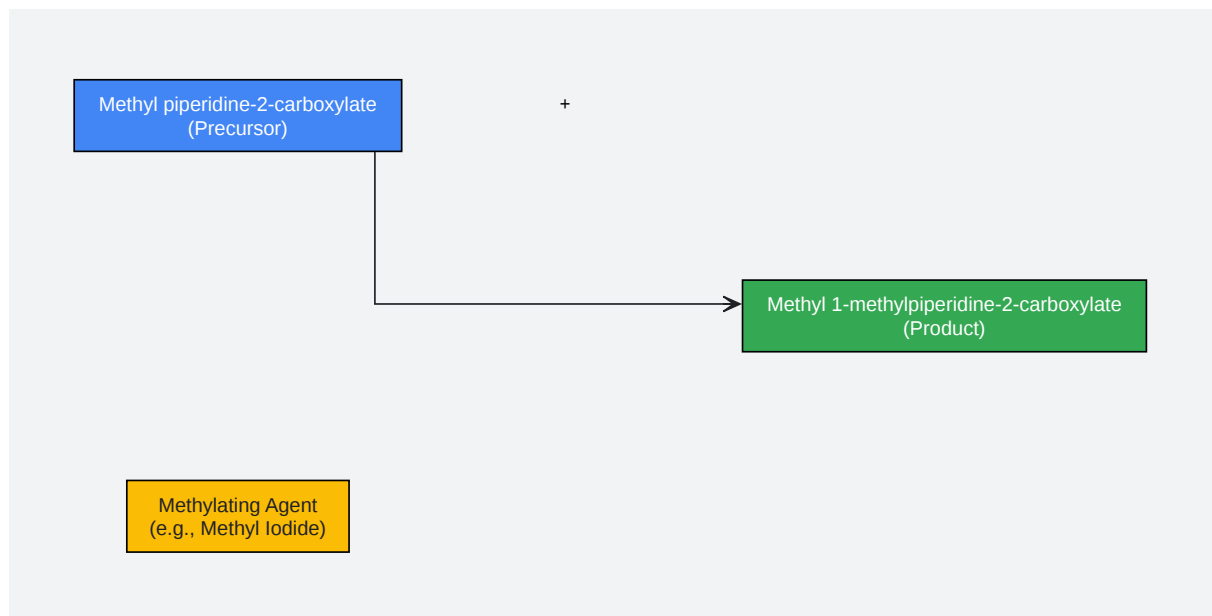 Methyl piperidine-2-carboxylate
(Precursor)
+
Methyl 1-methylpiperidine-2-carboxylate
(Product)
Methylating Agent
(e.g., Methyl Iodide)